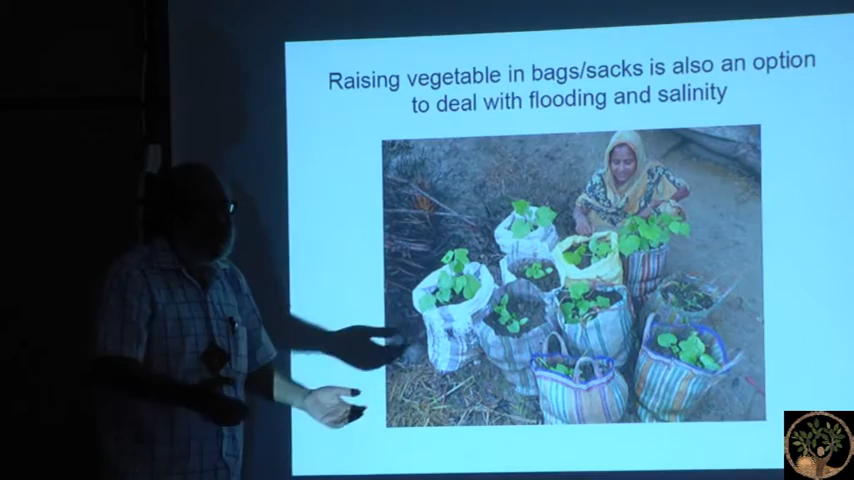 Raising vegetable in bags/sacks is also an option
to deal with flooding and salinity